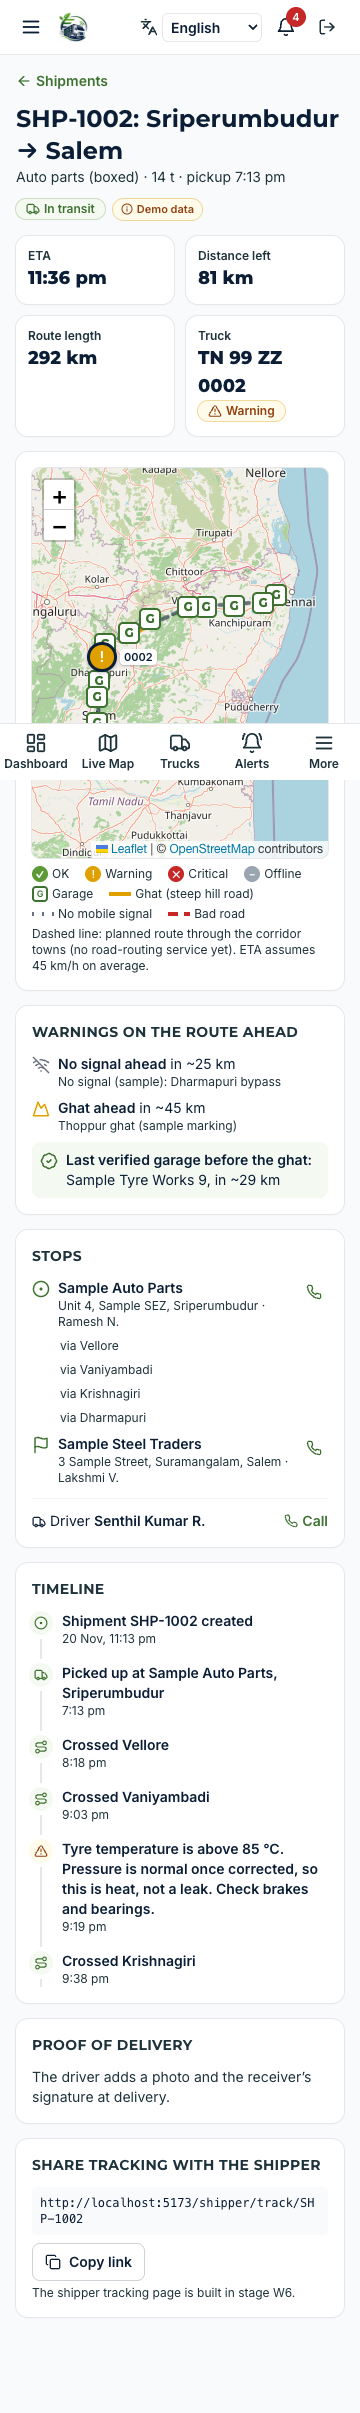 English
4
← Shipments
SHP-1002: Sriperumbudur
→ Salem
Auto parts (boxed) · 14 t · pickup 7:13 pm
In transit
Demo data
ETA
11:36 pm
Distance left
81 km
Route length
292 km
Truck
TN 99 ZZ
0002
Warning
+
−
Kadapa
Nellore
Tirupati
Chittoor
Kolar
Kanchipuram
G
G
G
G
G
G
G
G
G
0002
Puducherry
Dashboard
Live Map
Trucks
Alerts
More
Kumbakonam
Tamil Nadu
Thanjavur
Pudukkottai
Leaflet | © OpenStreetMap contributors
OK
Warning
Critical
Offline
G Garage
Ghat (steep hill road)
No mobile signal
Bad road
Dashed line: planned route through the corridor
towns (no road-routing service yet). ETA assumes
45 km/h on average.
WARNINGS ON THE ROUTE AHEAD
No signal ahead in ~25 km
No signal (sample): Dharmapuri bypass
Ghat ahead in ~45 km
Thoppur ghat (sample marking)
Last verified garage before the ghat:
Sample Tyre Works 9, in ~29 km
STOPS
Sample Auto Parts
Unit 4, Sample SEZ, Sriperumbudur ·
Ramesh N.
via Vellore
via Vaniyambadi
via Krishnagiri
via Dharmapuri
Sample Steel Traders
3 Sample Street, Suramangalam, Salem ·
Lakshmi V.
Driver Senthil Kumar R.
Call
TIMELINE
Shipment SHP-1002 created
20 Nov, 11:13 pm
Picked up at Sample Auto Parts,
Sriperumbudur
7:13 pm
Crossed Vellore
8:18 pm
Crossed Vaniyambadi
9:03 pm
Tyre temperature is above 85 °C.
Pressure is normal once corrected, so
this is heat, not a leak. Check brakes
and bearings.
9:19 pm
Crossed Krishnagiri
9:38 pm
PROOF OF DELIVERY
The driver adds a photo and the receiver’s
signature at delivery.
SHARE TRACKING WITH THE SHIPPER
http://localhost:5173/shipper/track/SH
P-1002
Copy link
The shipper tracking page is built in stage W6.